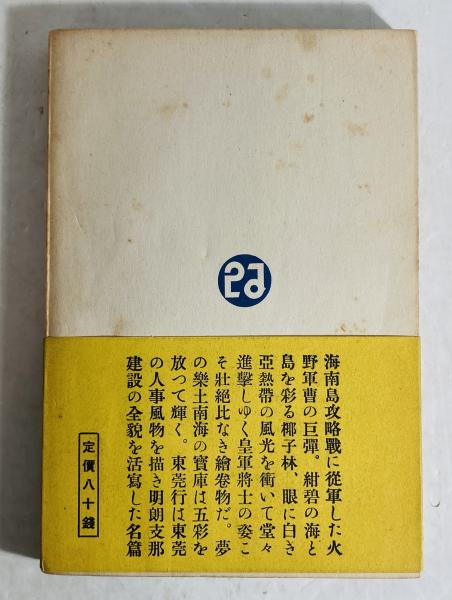 海南島攻略戰に從軍した火
野軍曹の巨彈。紺碧の海と
島を彩る椰子林、眼に白き
亞熱帶の風光を衝いて堂々
進擊しゆく皇軍將士の姿こ
そ壯絶比なき繪卷物だ。夢
の樂土南海の寶庫は五彩を
放つて輝く。東莞行は東莞
の人事風物を描き明朗支那
建設の全貌を活寫した名篇
定價八十錢